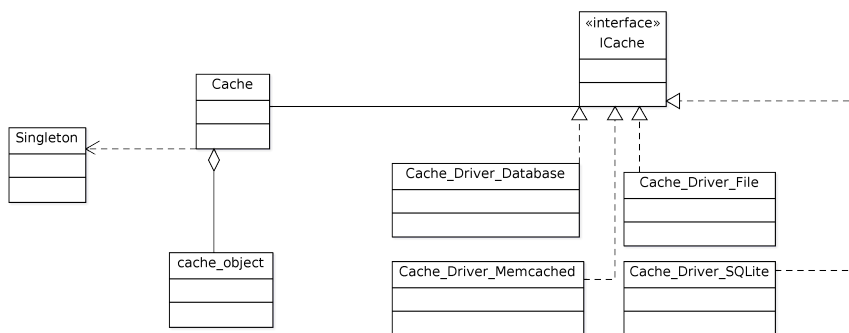 «interface»
ICache
Cache
Singleton
Cache_Driver_Database
Cache_Driver_File
cache_object
Cache_Driver_Memcached
Cache_Driver_SQLite